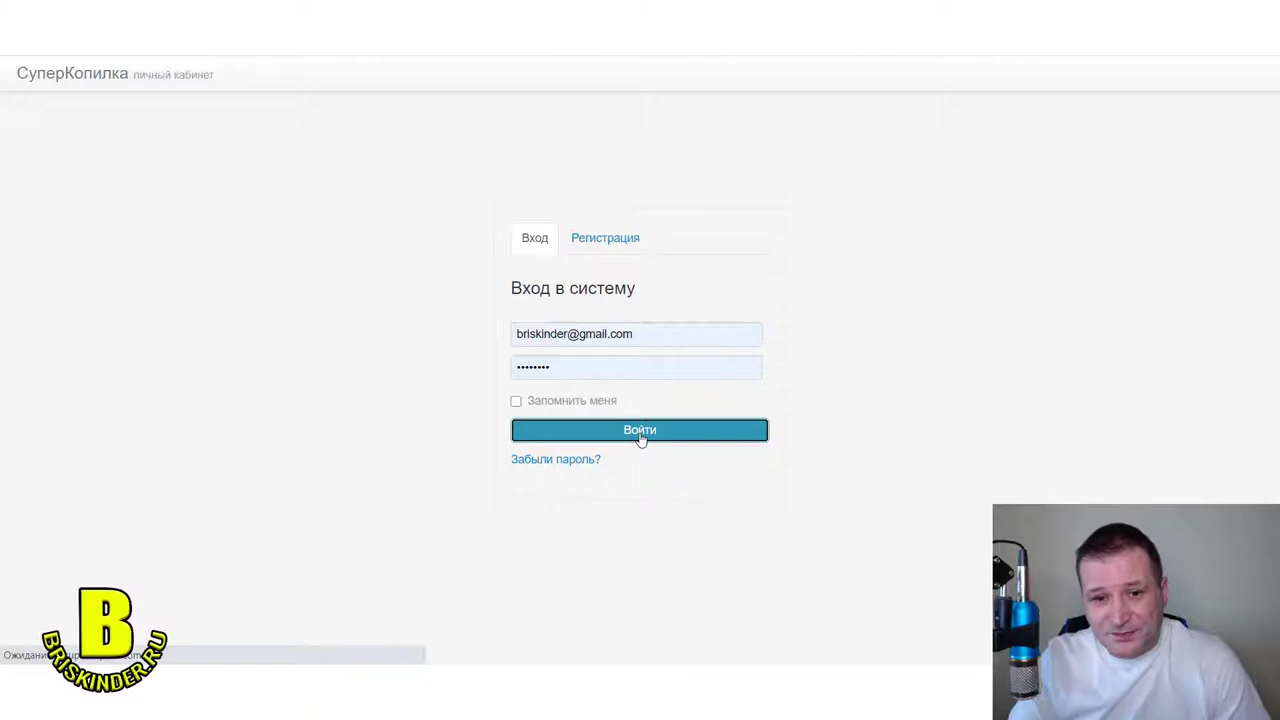 СуперКопилка личный кабинет
Вход Регистрация
Вход в систему
briskinder@gmail.com
••••••••
Запомнить меня
Войти
Забыли пароль?
B
BRISKINDER.RU